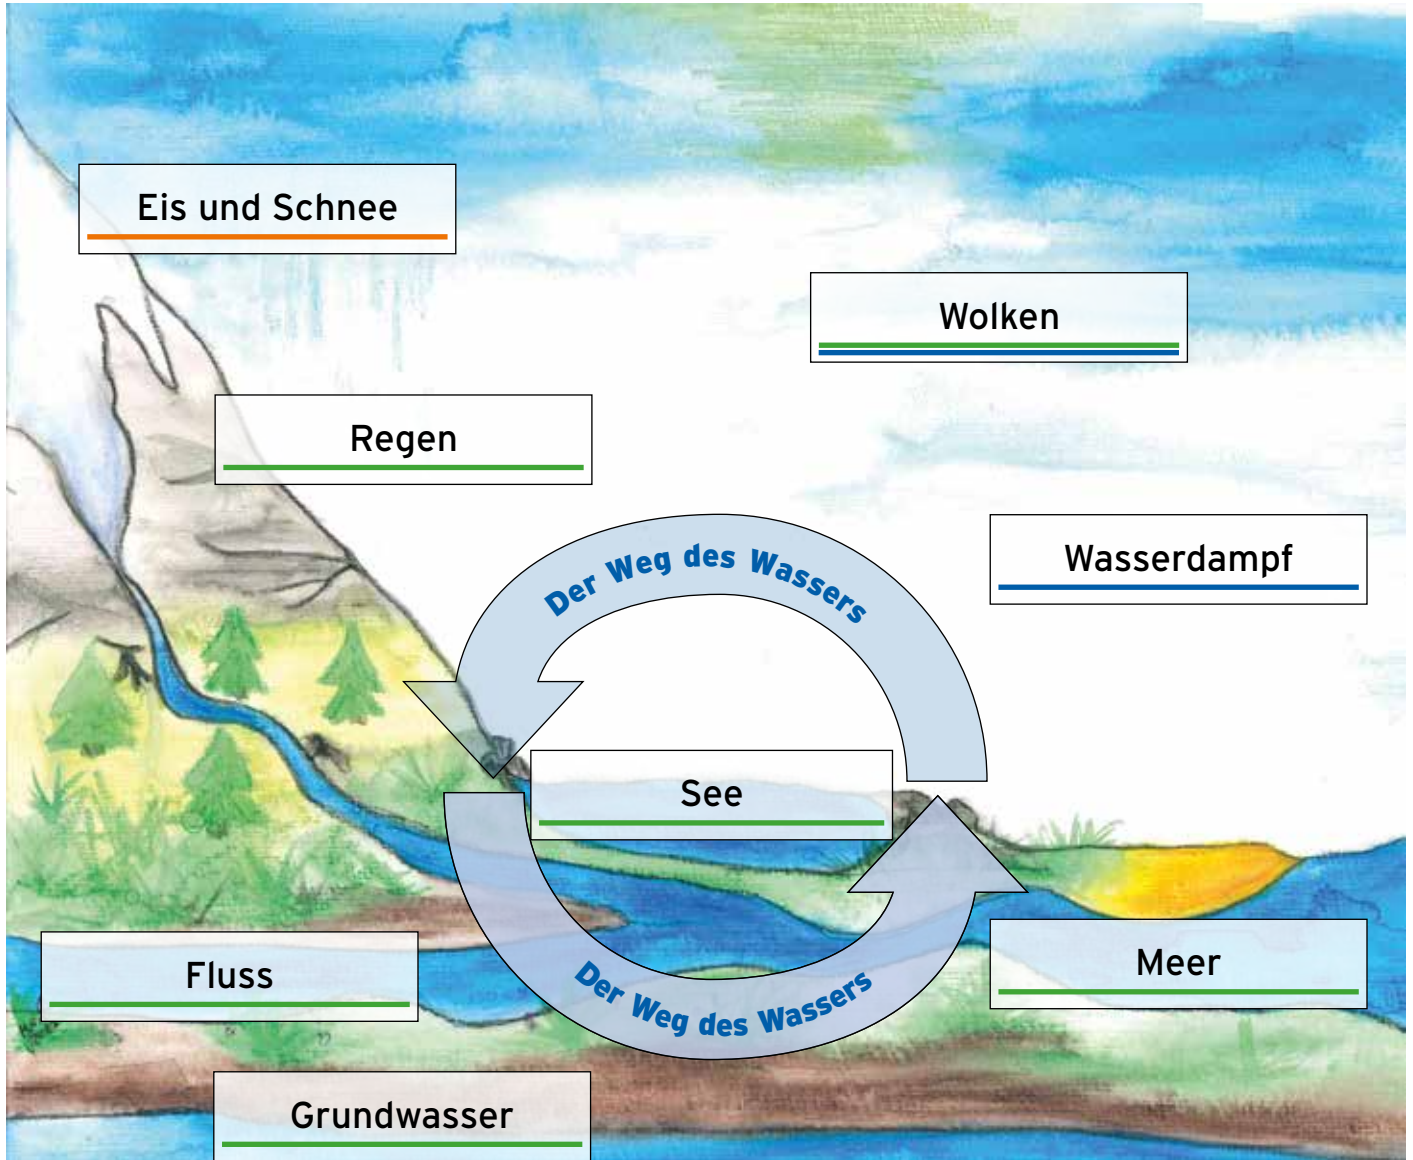 Eis und Schnee
Wolken
Regen
Wasserdampf
Der Weg des Wassers
See
Fluss
Meer
Der Weg des Wassers
Grundwasser